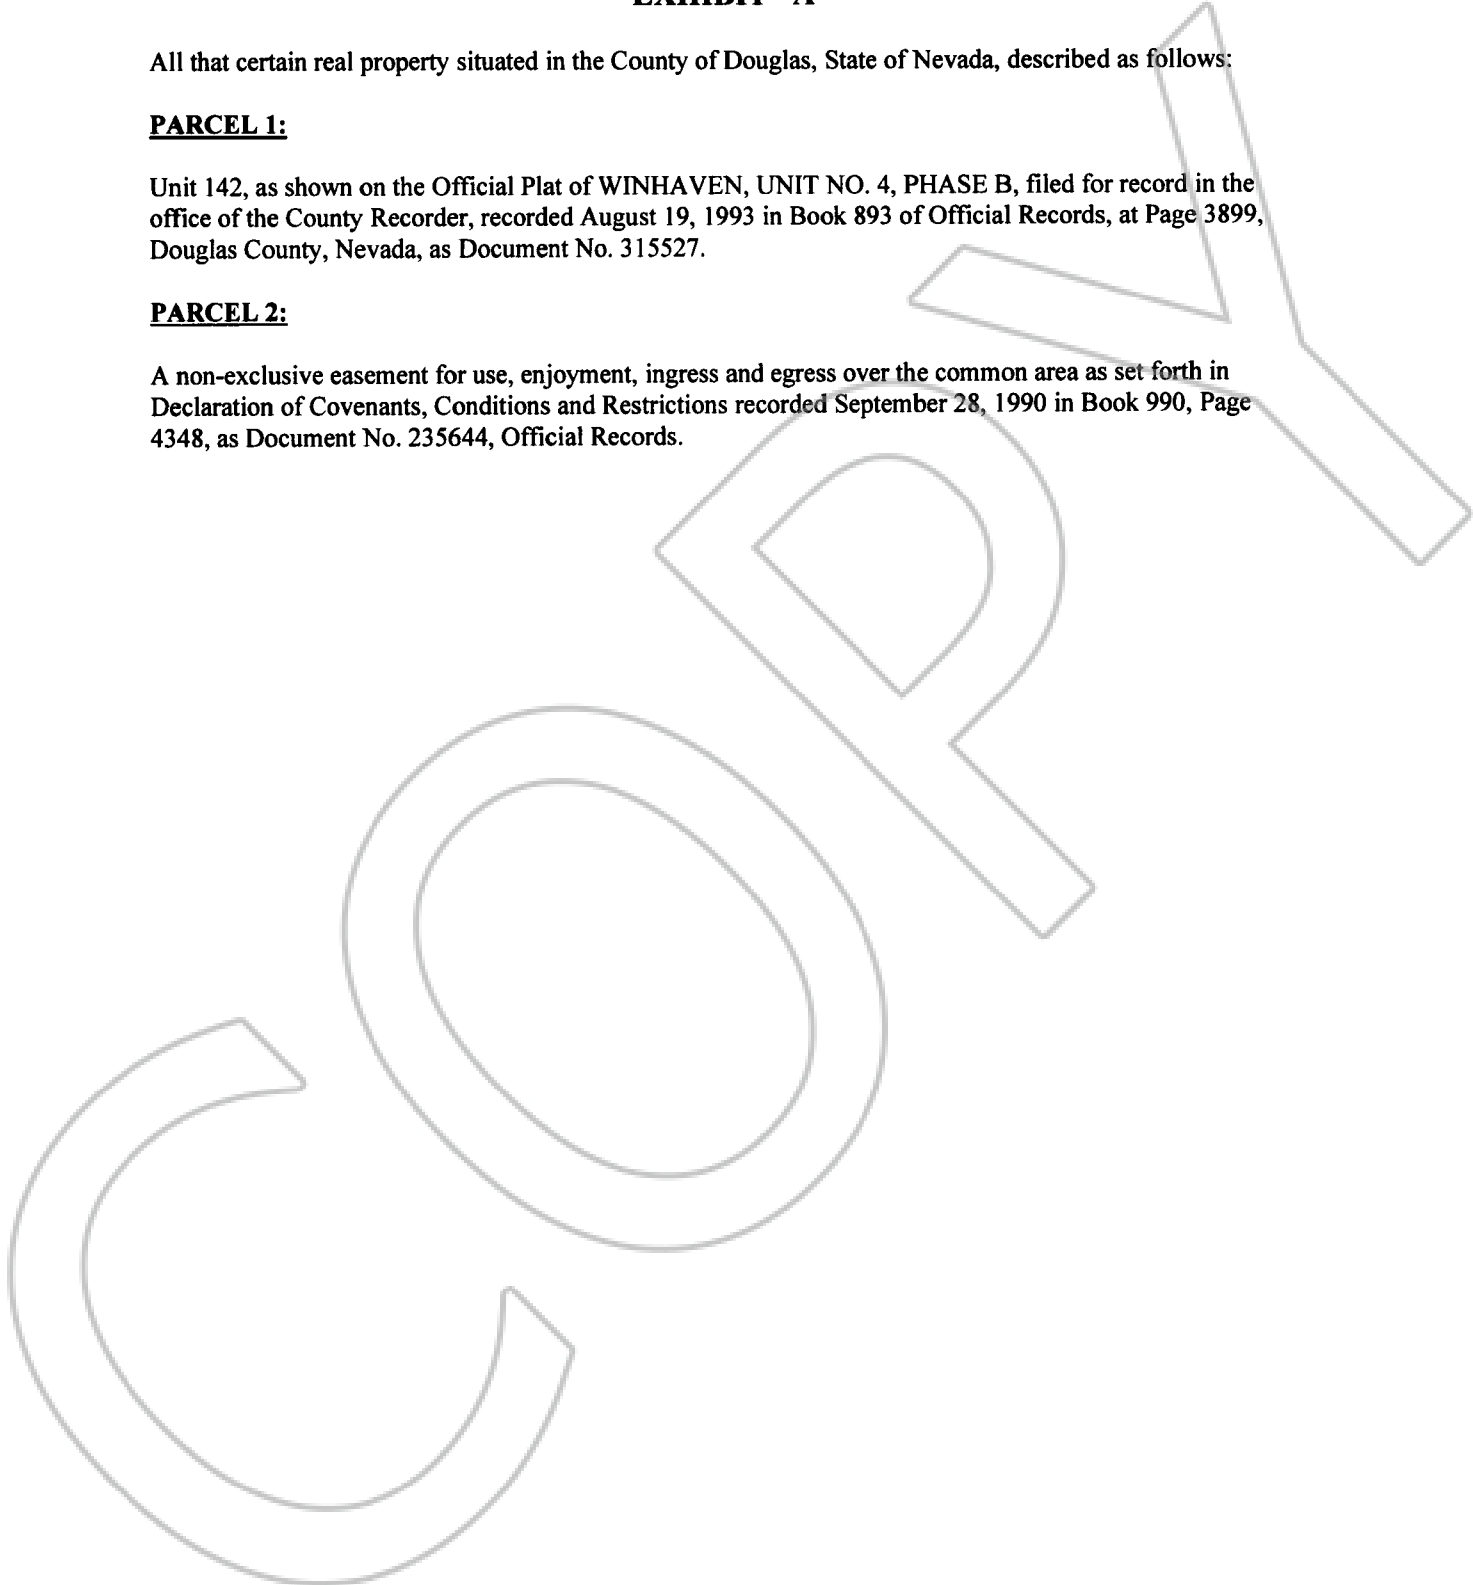 EXHIBIT "A"
All that certain real property situated in the County of Douglas, State of Nevada, described as follows:
PARCEL 1:
Unit 142, as shown on the Official Plat of WINHAVEN, UNIT NO. 4, PHASE B, filed for record in the
office of the County Recorder, recorded August 19, 1993 in Book 893 of Official Records, at Page 3899,
Douglas County, Nevada, as Document No. 315527.
PARCEL 2:
A non-exclusive easement for use, enjoyment, ingress and egress over the common area as set forth in
Declaration of Covenants, Conditions and Restrictions recorded September 28, 1990 in Book 990, Page
4348, as Document No. 235644, Official Records.
COPY